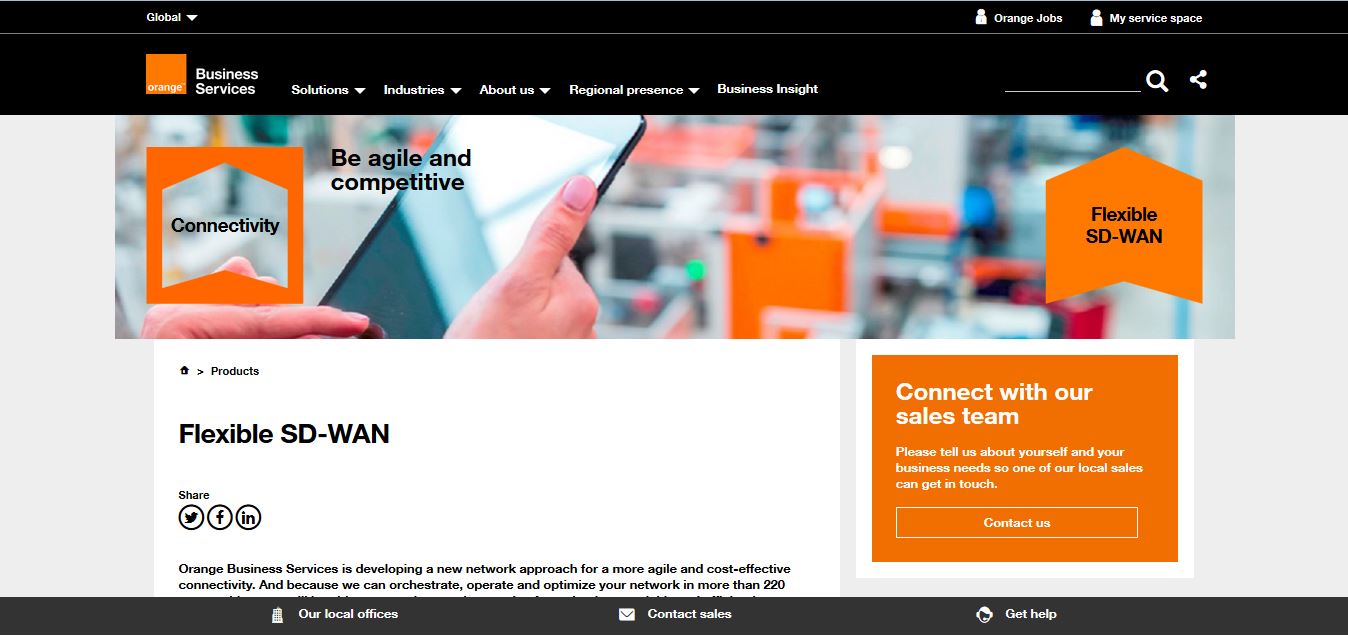 Global
Orange Jobs
My service space
orange™
Business
Services
Solutions
Industries
About us
Regional presence
Business Insight
Connectivity
Be agile and
competitive
Flexible
SD-WAN
> Products
Flexible SD-WAN
Share
Orange Business Services is developing a new network approach for a more agile and cost-effective
connectivity. And because we can orchestrate, operate and optimize your network in more than 220
Connect with our
sales team
Please tell us about yourself and your
business needs so one of our local sales
can get in touch.
Contact us
Our local offices
Contact sales
Get help